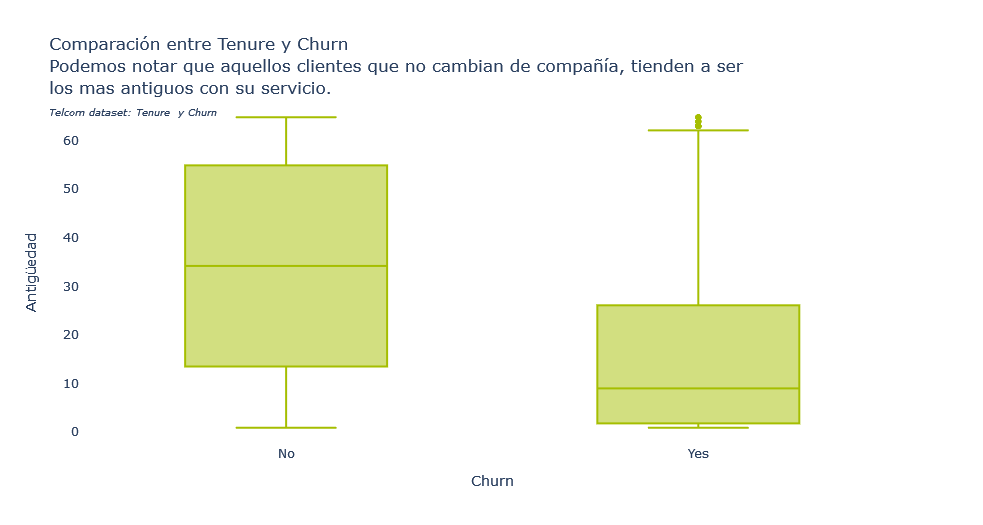 Comparación entre Tenure y Churn
Podemos notar que aquellos clientes que no cambian de compañía, tienden a ser
los mas antiguos con su servicio.
Telcom dataset: Tenure  y Churn
60
50
40
30
20
10
0
Antigüedad
No
Yes
Churn